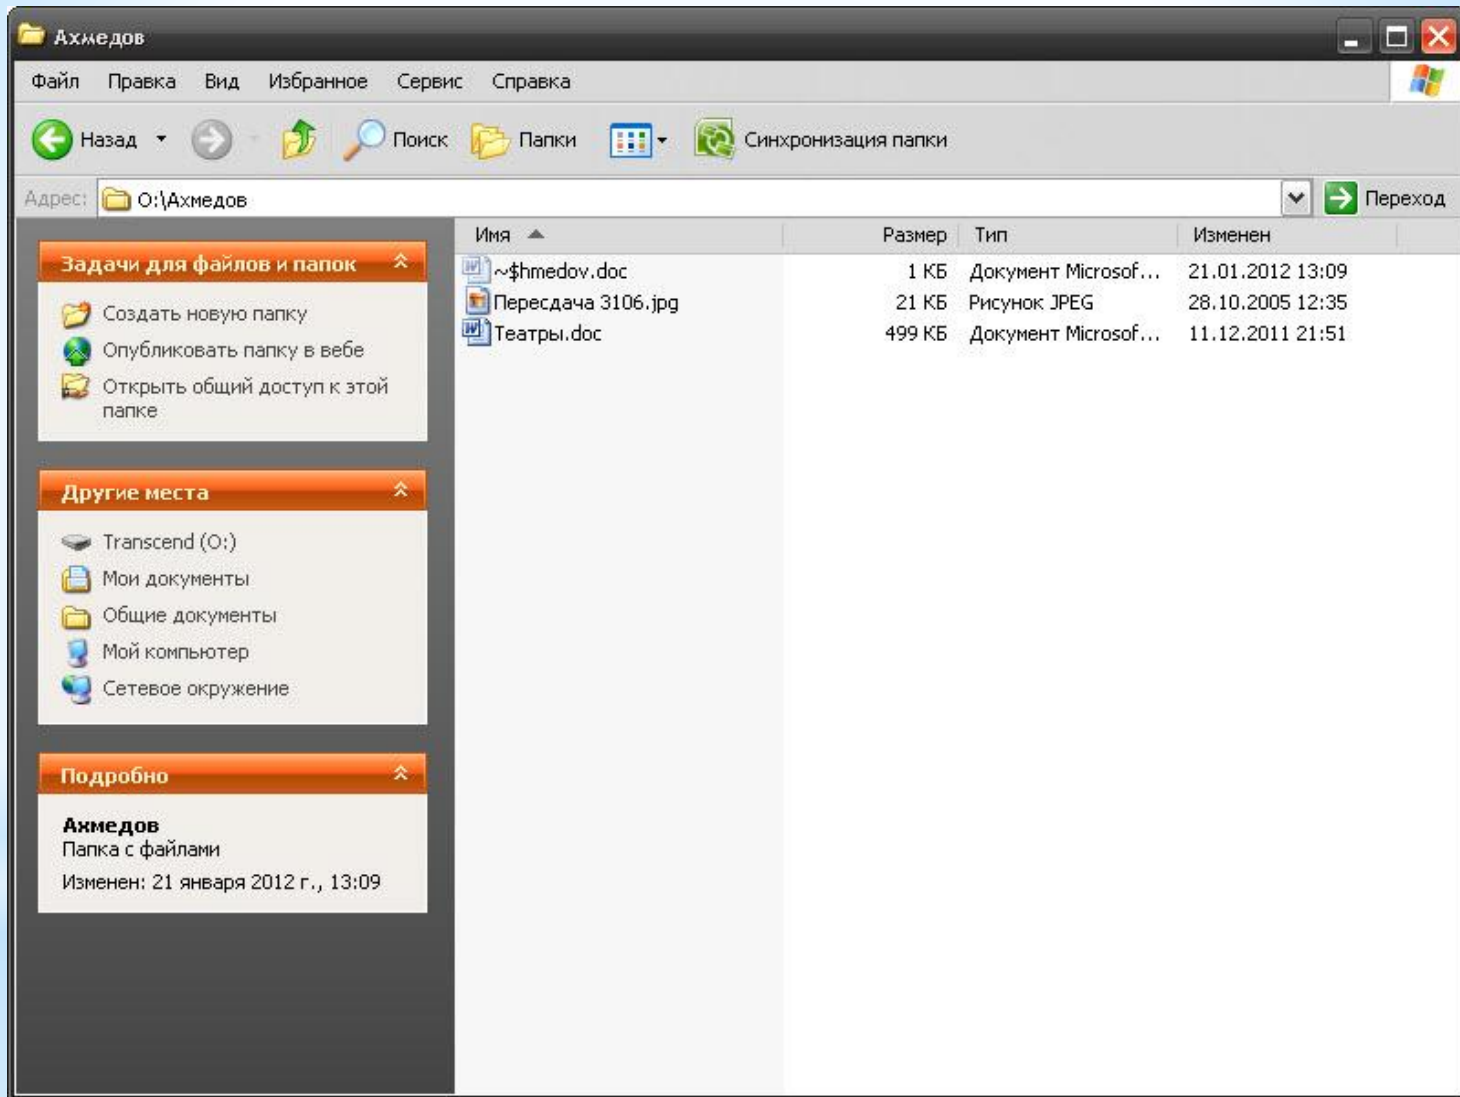 Ахмедов
Файл Правка Вид Избранное Сервис Справка
Назад Поиск Папки Синхронизация папки
Адрес: O:\Ахмедов Переход
Задачи для файлов и папок
Создать новую папку
Опубликовать папку в вебе
Открыть общий доступ к этой
папке
Другие места
Transcend (O:)
Мои документы
Общие документы
Мой компьютер
Сетевое окружение
Подробно
Ахмедов
Папка с файлами
Изменен: 21 января 2012 г., 13:09
Имя Размер Тип Изменен
~$hmedov.doc 1 КБ Документ Microsof... 21.01.2012 13:09
Пересдача 3106.jpg 21 КБ Рисунок JPEG 28.10.2005 12:35
Театры.doc 499 КБ Документ Microsof... 11.12.2011 21:51